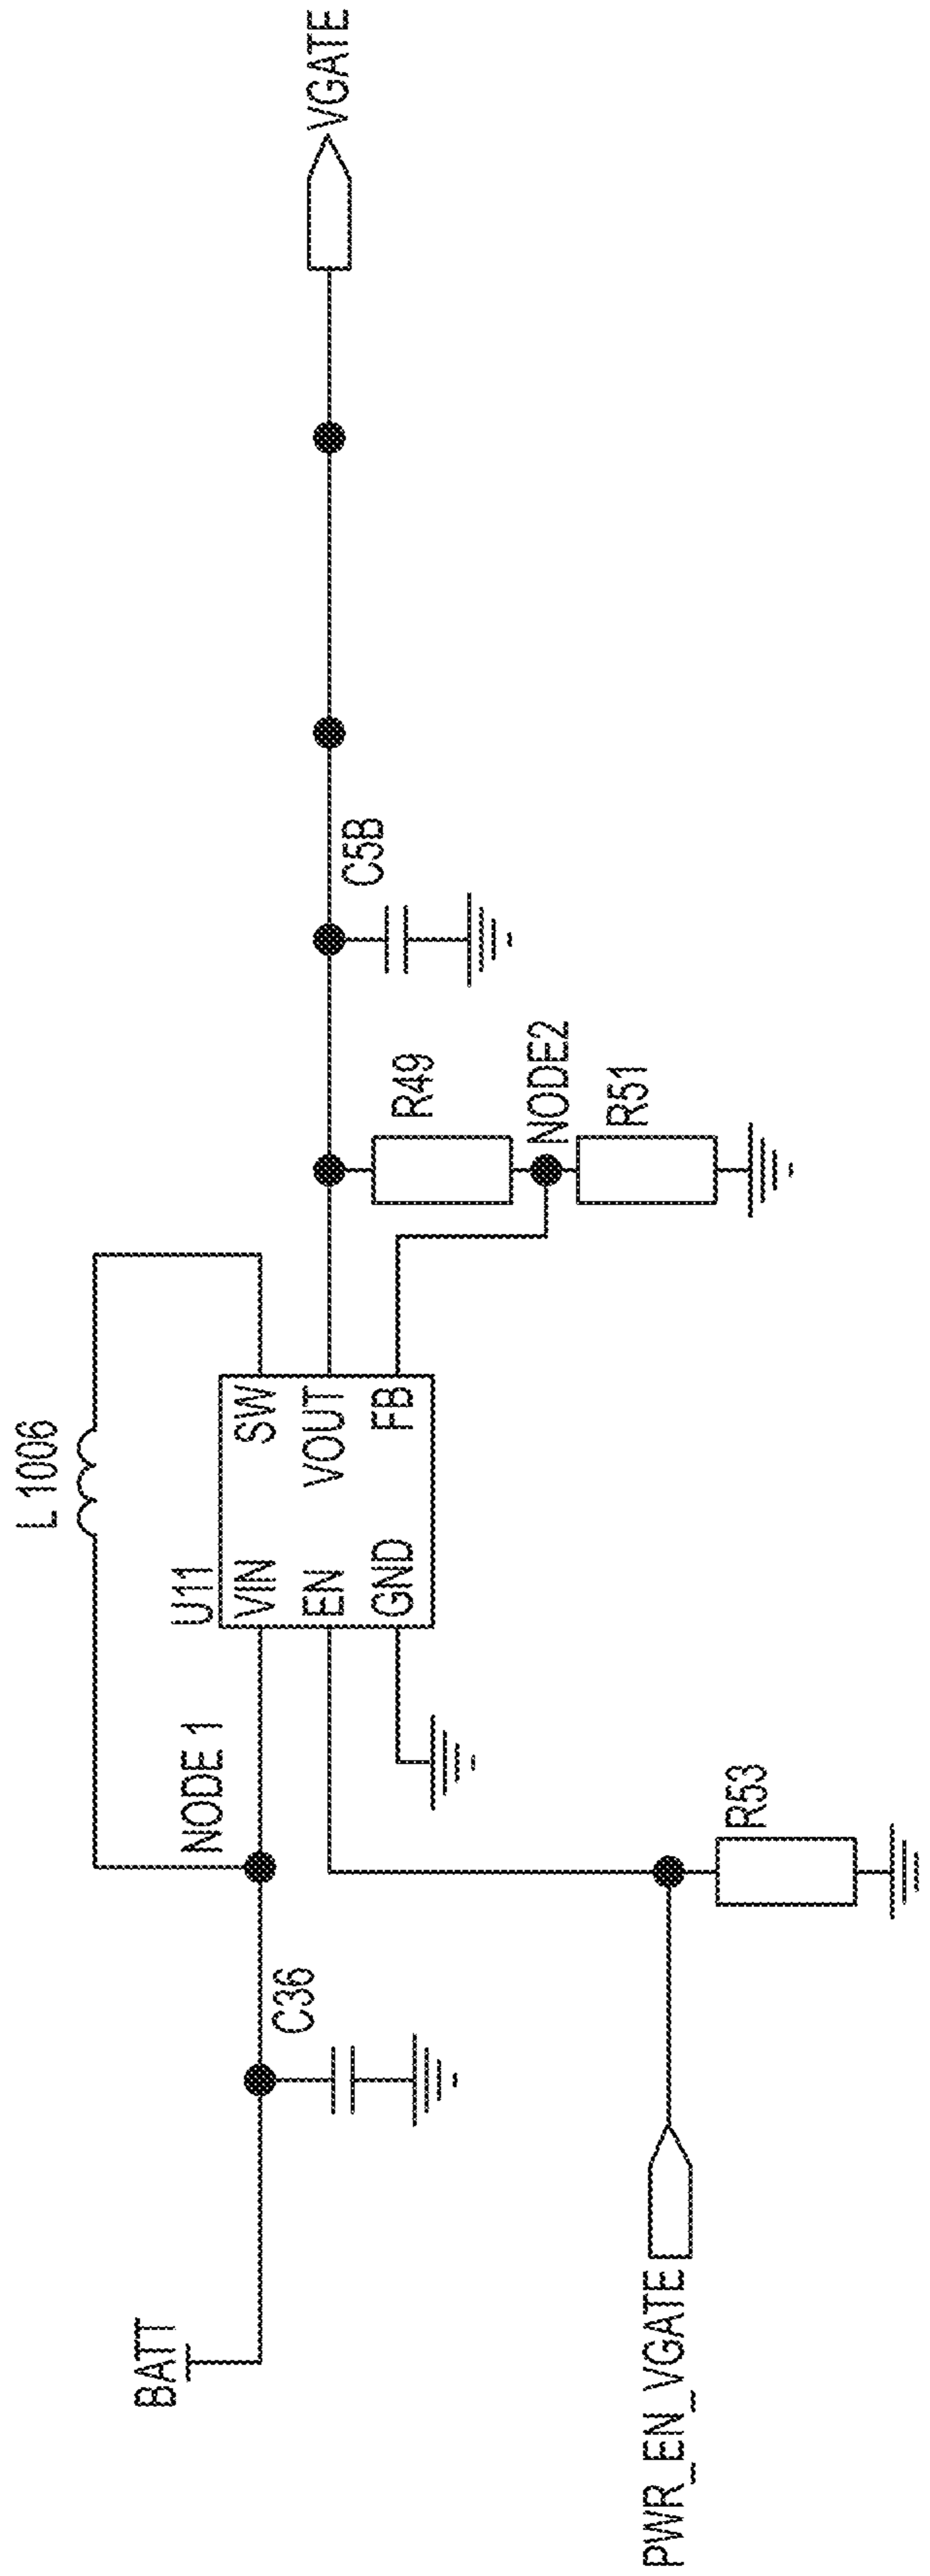 L1006
NODE 1
U11
VIN
SW
EN
VOUT
GND
FB
BATT
C36
R49
NODE2
R51
C5B
VGATE
R53
PWR_EN_VGATE